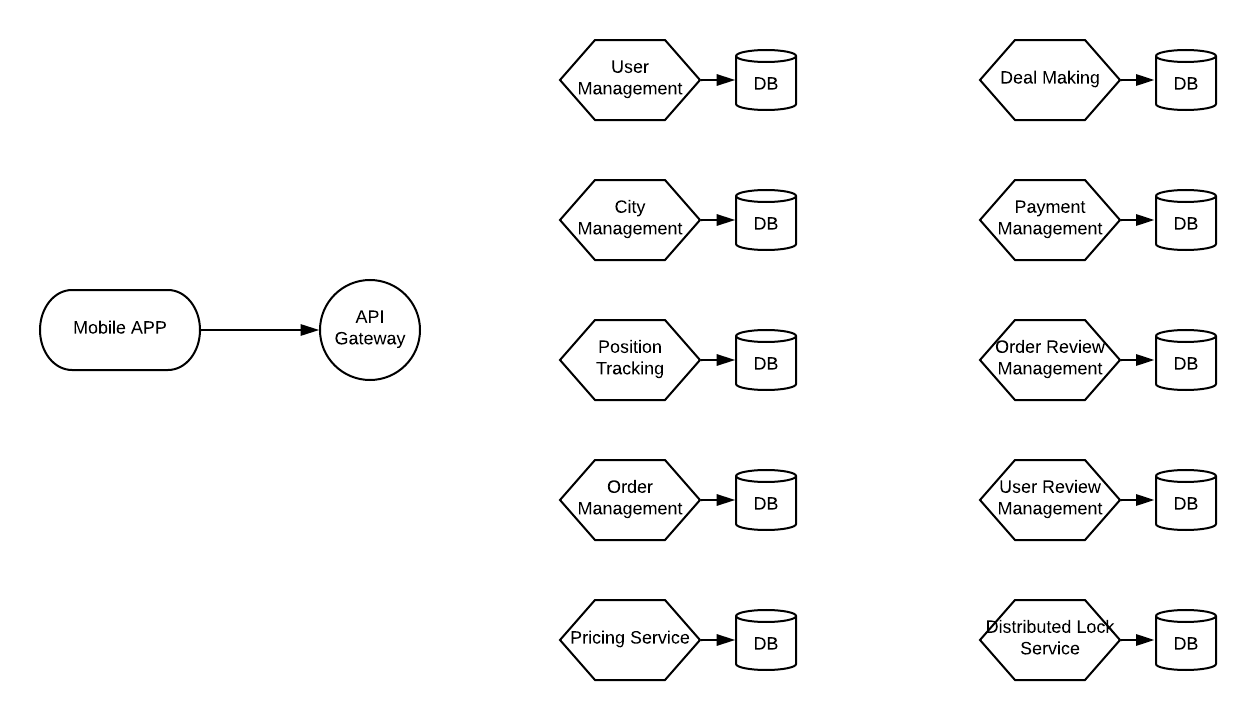 User
Management
DB
Deal Making
DB
City
Management
DB
Payment
Management
DB
Mobile APP
API
Gateway
Position
Tracking
DB
Order Review
Management
DB
Order
Management
DB
User Review
Management
DB
Pricing Service
DB
Distributed Lock
Service
DB